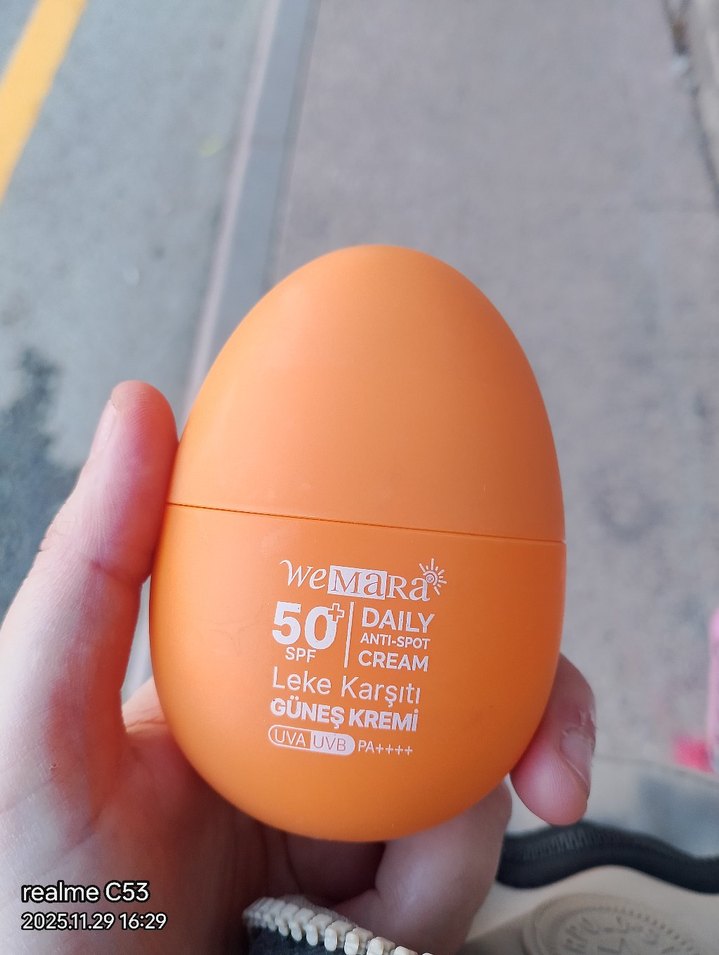 weMaRa
50+ SPF
DAILY
ANTI-SPOT
CREAM
Leke Karşıtı
GÜNEŞ KREMİ
UVA UVB PA++++
realme C53
2025.11.29 16:29